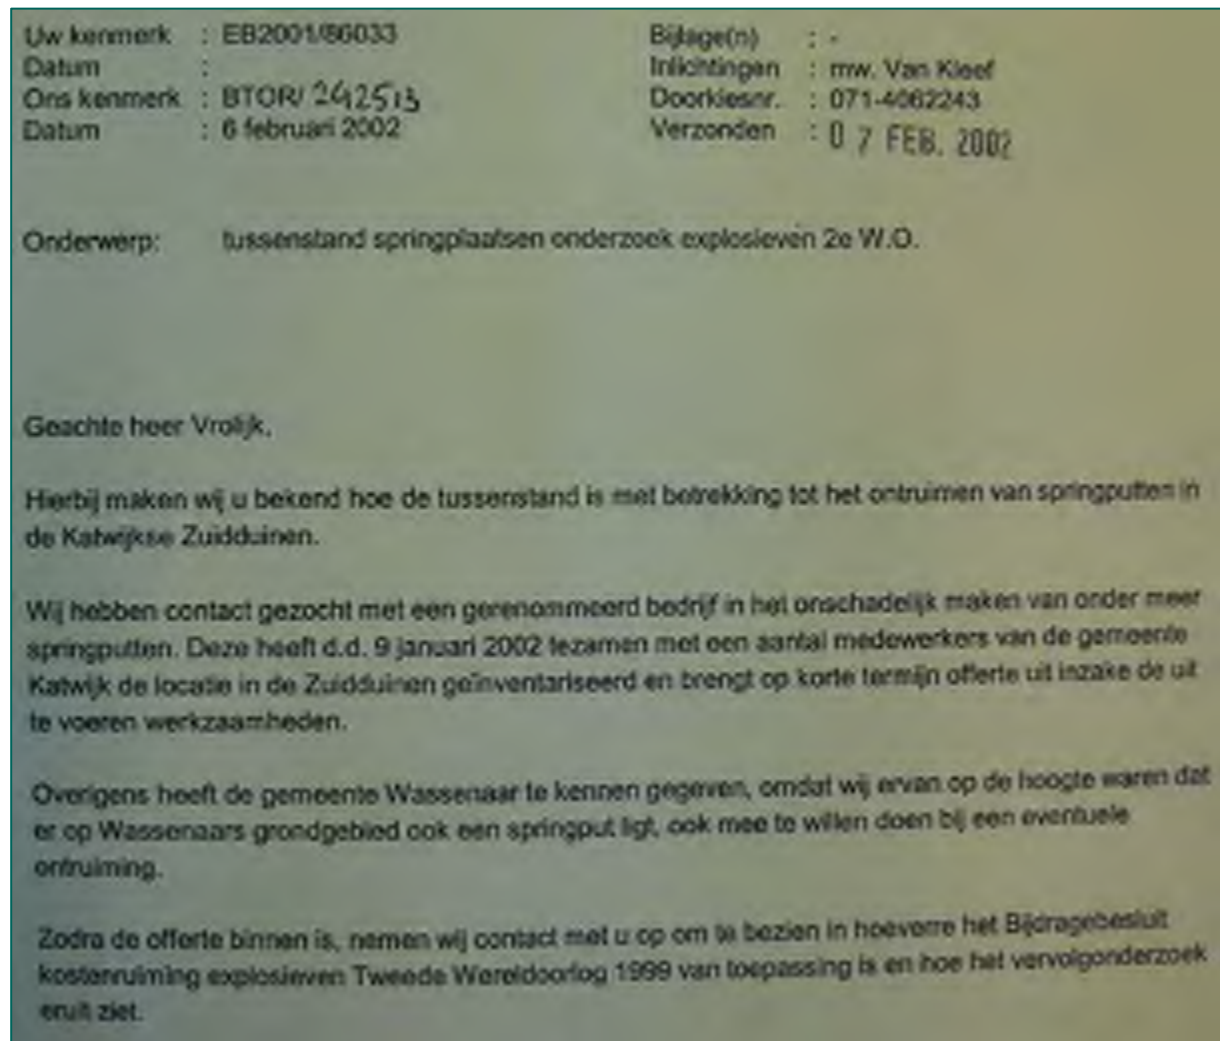 Uw kenmerk : EB2001/86033
Datum :
Ons kenmerk : BTOR/ 242513
Datum : 6 februari 2002
Bijlage(n) : -
Inlichtingen : mw. Van Kleef
Doorkiesnr. : 071-4062243
Verzonden : 07 FEB. 2002
Onderwerp: tussenstand springplaatsen onderzoek explosieven 2e W.O.
Geachte heer Vrolijk,
Hierbij maken wij u bekend hoe de tussenstand is met betrekking tot het ontruimen van springputten in
de Katwijkse Zuidduinen.
Wij hebben contact gezocht met een gerenommeerd bedrijf in het onschadelijk maken van onder meer
springputten. Deze heeft d.d. 9 januari 2002 tezamen met een aantal medewerkers van de gemeente
Katwijk de locatie in de Zuidduinen geïnventariseerd en brengt op korte termijn offerte uit inzake de uit
te voeren werkzaamheden.
Overigens heeft de gemeente Wassenaar te kennen gegeven, omdat wij ervan op de hoogte waren dat
er op Wassenaars grondgebied ook een springput ligt, ook mee te willen doen bij een eventuele
ontruiming.
Zodra de offerte binnen is, nemen wij contact met u op om te bezien in hoeverre het Bijdragebesluit
kostenruiming explosieven Tweede Wereldoorlog 1999 van toepassing is en hoe het vervolgonderzoek
eruit ziet.